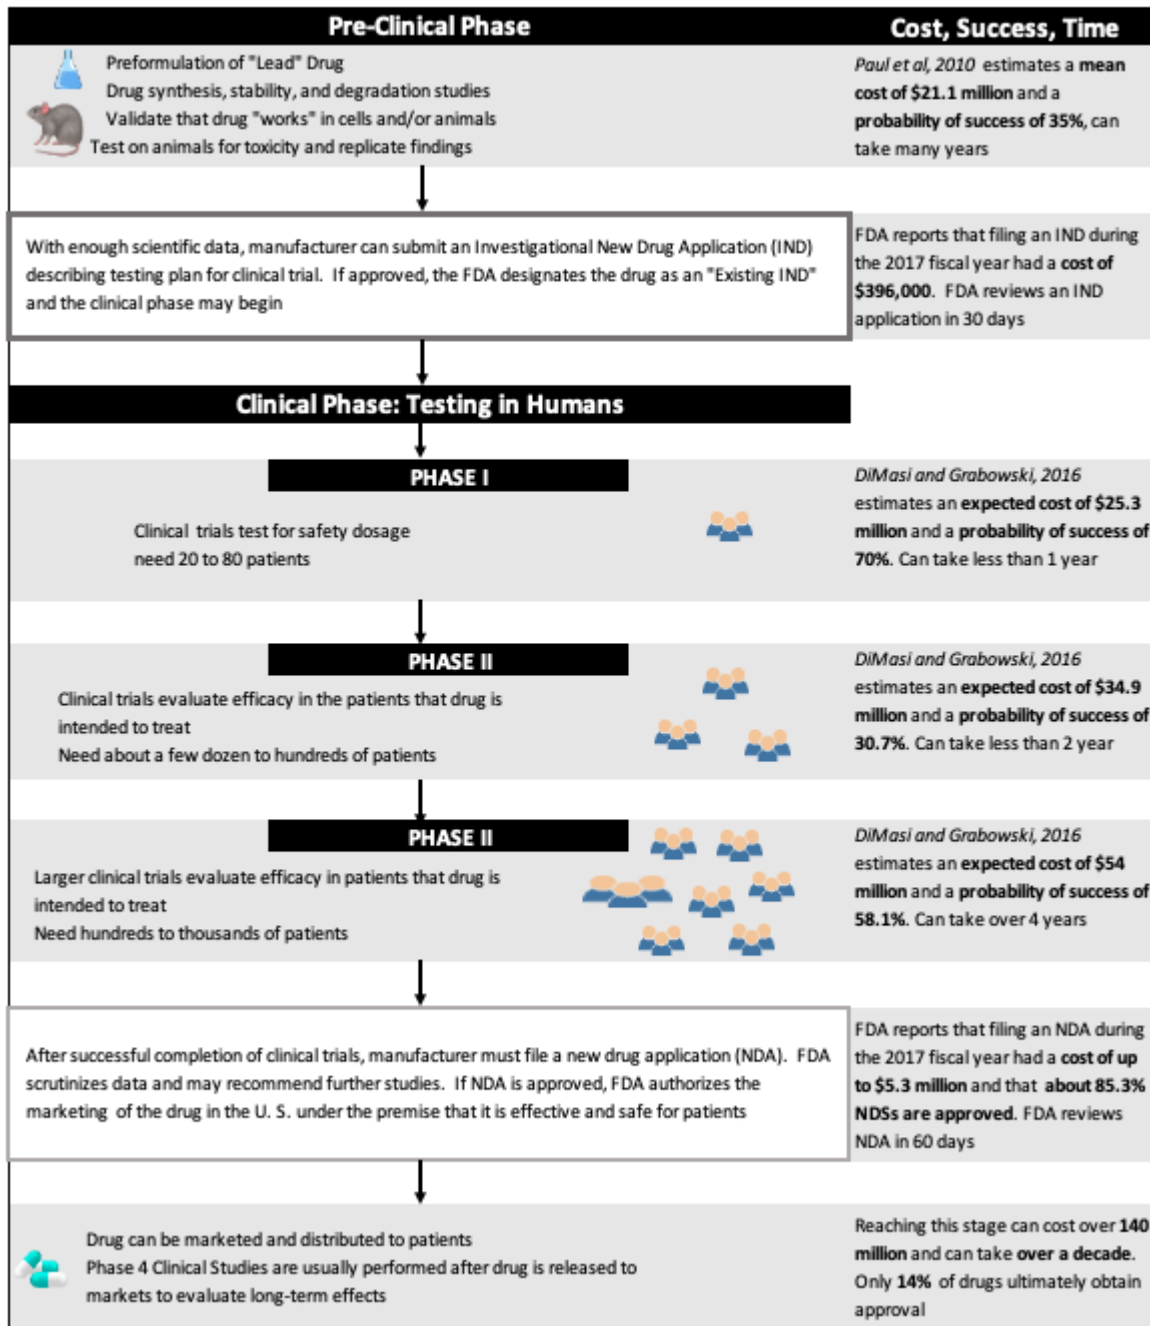 Pre-Clinical Phase
Cost, Success, Time
Preformulation of "Lead" Drug
Drug synthesis, stability, and degradation studies
Validate that drug "works" in cells and/or animals
Test on animals for toxicity and replicate findings
Paul et al, 2010 estimates a mean
cost of $21.1 million and a
probability of success of 35%, can
take many years
With enough scientific data, manufacturer can submit an Investigational New Drug Application (IND)
describing testing plan for clinical trial. If approved, the FDA designates the drug as an "Existing IND"
and the clinical phase may begin
FDA reports that filing an IND during
the 2017 fiscal year had a cost of
$396,000. FDA reviews an IND
application in 30 days
Clinical Phase: Testing in Humans
PHASE I
Clinical trials test for safety dosage
need 20 to 80 patients
DiMasi and Grabowski, 2016
estimates an expected cost of $25.3
million and a probability of success of
70%. Can take less than 1 year
PHASE II
Clinical trials evaluate efficacy in the patients that drug is
intended to treat
Need about a few dozen to hundreds of patients
DiMasi and Grabowski, 2016
estimates an expected cost of $34.9
million and a probability of success of
30.7%. Can take less than 2 year
PHASE II
Larger clinical trials evaluate efficacy in patients that drug is
intended to treat
Need hundreds to thousands of patients
DiMasi and Grabowski, 2016
estimates an expected cost of $54
million and a probability of success of
58.1%. Can take over 4 years
After successful completion of clinical trials, manufacturer must file a new drug application (NDA). FDA
scrutinizes data and may recommend further studies. If NDA is approved, FDA authorizes the
marketing of the drug in the U. S. under the premise that it is effective and safe for patients
FDA reports that filing an NDA during
the 2017 fiscal year had a cost of up
to $5.3 million and that about 85.3%
NDSs are approved. FDA reviews
NDA in 60 days
Drug can be marketed and distributed to patients
Phase 4 Clinical Studies are usually performed after drug is released to
markets to evaluate long-term effects
Reaching this stage can cost over 140
million and can take over a decade.
Only 14% of drugs ultimately obtain
approval